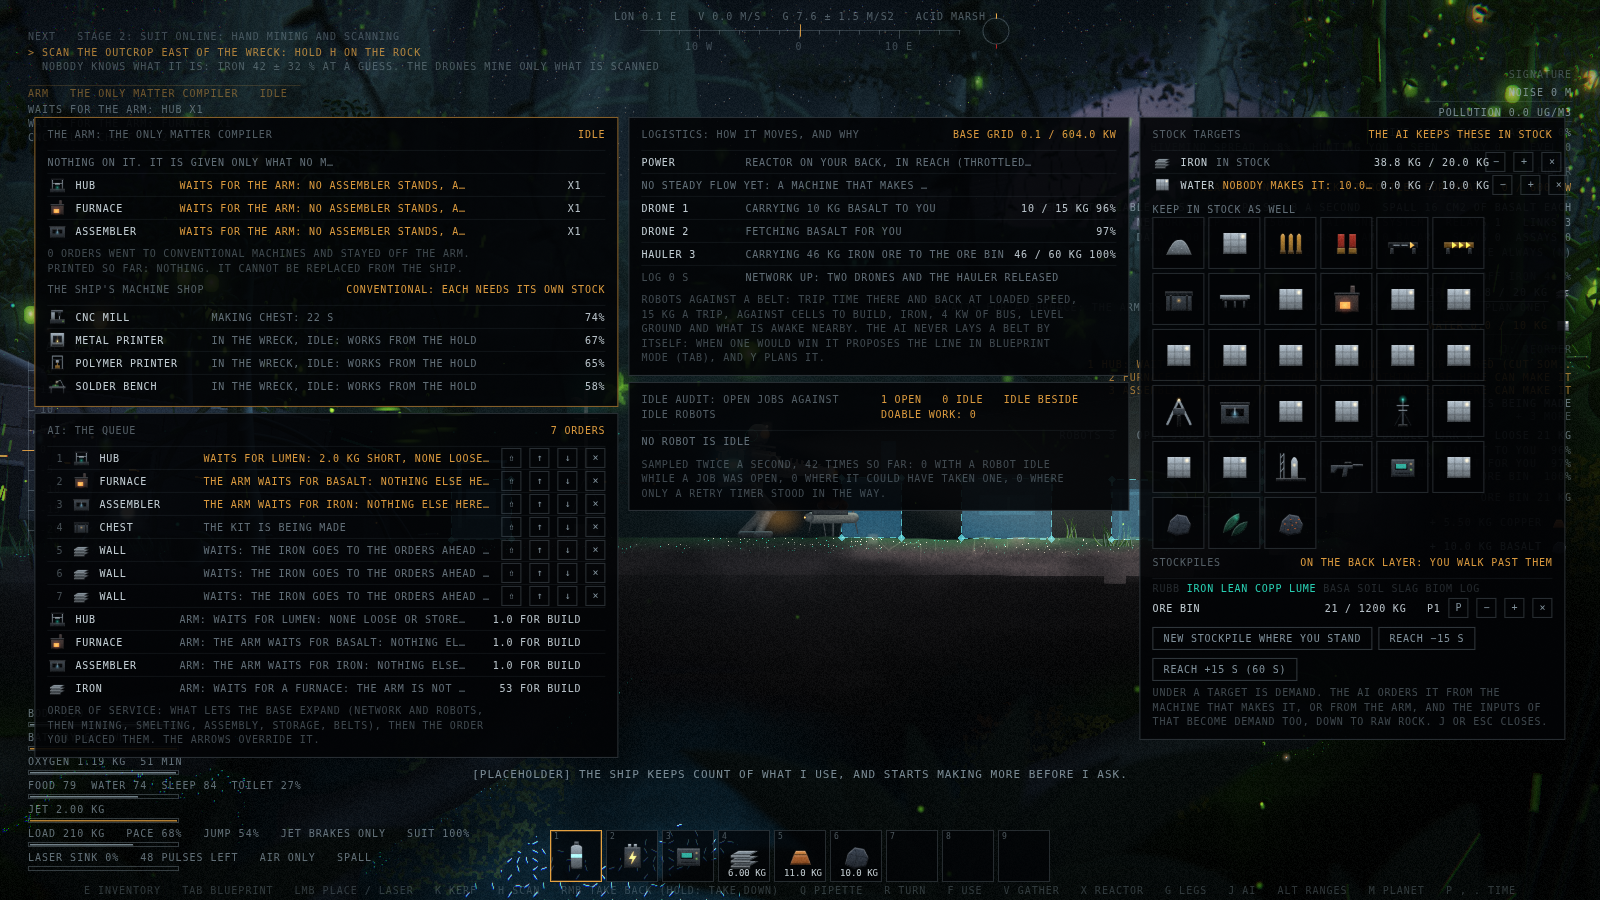 LON 0.1 E   V 0.0 M/S   G 7.6 ± 1.5 M/S2   ACID MARSH
10 W   0   10 E
NEXT   STAGE 2: SUIT ONLINE: HAND MINING AND SCANNING
> SCAN THE OUTCROP EAST OF THE WRECK: HOLD H ON THE ROCK
NOBODY KNOWS WHAT IT IS: IRON 42 ± 32 % AT A GUESS. THE DRONES MINE ONLY WHAT IS SCANNED
SIGNATURE
NOISE 0 M
POLLUTION 0.0 UG/M3
ARM   THE ONLY MATTER COMPILER   IDLE
WAITS FOR THE ARM: HUB X1
THE ARM: THE ONLY MATTER COMPILER   IDLE
NOTHING ON IT. IT IS GIVEN ONLY WHAT NO M…
HUB   WAITS FOR THE ARM: NO ASSEMBLER STANDS, A…   X1
FURNACE   WAITS FOR THE ARM: NO ASSEMBLER STANDS, A…   X1
ASSEMBLER   WAITS FOR THE ARM: NO ASSEMBLER STANDS, A…   X1
0 ORDERS WENT TO CONVENTIONAL MACHINES AND STAYED OFF THE ARM.
PRINTED SO FAR: NOTHING. IT CANNOT BE REPLACED FROM THE SHIP.
THE SHIP'S MACHINE SHOP   CONVENTIONAL: EACH NEEDS ITS OWN STOCK
CNC MILL   MAKING CHEST: 22 S   74%
METAL PRINTER   IN THE WRECK, IDLE: WORKS FROM THE HOLD   67%
POLYMER PRINTER   IN THE WRECK, IDLE: WORKS FROM THE HOLD   65%
SOLDER BENCH   IN THE WRECK, IDLE: WORKS FROM THE HOLD   58%
AI: THE QUEUE   7 ORDERS
1   HUB   WAITS FOR LUMEN: 2.0 KG SHORT, NONE LOOSE…   ⇑ ↑ ↓ ×
2   FURNACE   THE ARM WAITS FOR BASALT: NOTHING ELSE HE…   ⇑ ↑ ↓ ×
3   ASSEMBLER   THE ARM WAITS FOR IRON: NOTHING ELSE HERE…   ⇑ ↑ ↓ ×
4   CHEST   THE KIT IS BEING MADE   ⇑ ↑ ↓ ×
5   WALL   WAITS: THE IRON GOES TO THE ORDERS AHEAD …   ⇑ ↑ ↓ ×
6   WALL   WAITS: THE IRON GOES TO THE ORDERS AHEAD …   ⇑ ↑ ↓ ×
7   WALL   WAITS: THE IRON GOES TO THE ORDERS AHEAD …   ⇑ ↑ ↓ ×
HUB   ARM: WAITS FOR LUMEN: NONE LOOSE OR STORE…   1.0 FOR BUILD
FURNACE   ARM: THE ARM WAITS FOR BASALT: NOTHING EL…   1.0 FOR BUILD
ASSEMBLER   ARM: THE ARM WAITS FOR IRON: NOTHING ELSE…   1.0 FOR BUILD
IRON   ARM: WAITS FOR A FURNACE: THE ARM IS NOT …   53 FOR BUILD
ORDER OF SERVICE: WHAT LETS THE BASE EXPAND (NETWORK AND ROBOTS,
THEN MINING, SMELTING, ASSEMBLY, STORAGE, BELTS), THEN THE ORDER
YOU PLACED THEM. THE ARROWS OVERRIDE IT.
LOGISTICS: HOW IT MOVES, AND WHY   BASE GRID 0.1 / 604.0 KW
POWER   REACTOR ON YOUR BACK, IN REACH (THROTTLED…
NO STEADY FLOW YET: A MACHINE THAT MAKES …
DRONE 1   CARRYING 10 KG BASALT TO YOU   10 / 15 KG 96%
DRONE 2   FETCHING BASALT FOR YOU   97%
HAULER 3   CARRYING 46 KG IRON ORE TO THE ORE BIN   46 / 60 KG 100%
LOG 0 S   NETWORK UP: TWO DRONES AND THE HAULER RELEASED
ROBOTS AGAINST A BELT: TRIP TIME THERE AND BACK AT LOADED SPEED,
15 KG A TRIP, AGAINST CELLS TO BUILD, IRON, 4 KW OF BUS, LEVEL
GROUND AND WHAT IS AWAKE NEARBY. THE AI NEVER LAYS A BELT BY
ITSELF: WHEN ONE WOULD WIN IT PROPOSES THE LINE IN BLUEPRINT
MODE (TAB), AND Y PLANS IT.
IDLE AUDIT: OPEN JOBS AGAINST   1 OPEN   0 IDLE   IDLE BESIDE
IDLE ROBOTS   DOABLE WORK: 0
NO ROBOT IS IDLE
SAMPLED TWICE A SECOND, 42 TIMES SO FAR: 0 WITH A ROBOT IDLE
WHILE A JOB WAS OPEN, 0 WHERE IT COULD HAVE TAKEN ONE, 0 WHERE
ONLY A RETRY TIMER STOOD IN THE WAY.
STOCK TARGETS   THE AI KEEPS THESE IN STOCK
IRON IN STOCK   38.8 KG / 20.0 KG − + ×
WATER NOBODY MAKES IT: 10.0…   0.0 KG / 10.0 KG − + ×
KEEP IN STOCK AS WELL
STOCKPILES   ON THE BACK LAYER: YOU WALK PAST THEM
RUBB IRON LEAN COPP LUME BASA SOIL SLAG BIOM LOG
ORE BIN   21 / 1200 KG   P1 P − + ×
NEW STOCKPILE WHERE YOU STAND   REACH −15 S
REACH +15 S (60 S)
UNDER A TARGET IS DEMAND. THE AI ORDERS IT FROM THE
MACHINE THAT MAKES IT, OR FROM THE ARM, AND THE INPUTS OF
THAT BECOME DEMAND TOO, DOWN TO RAW ROCK. J OR ESC CLOSES.
OXYGEN 1.19 KG   51 MIN
FOOD 79   WATER 74   SLEEP 84   TOILET 27%
JET 2.00 KG
LOAD 210 KG   PACE 68%   JUMP 54%   JET BRAKES ONLY   SUIT 100%
LASER SINK 0%   48 PULSES LEFT   AIR ONLY   SPALL
[PLACEHOLDER] THE SHIP KEEPS COUNT OF WHAT I USE, AND STARTS MAKING MORE BEFORE I ASK.
1 2 3 4 5 6 7 8 9
6.00 KG   11.0 KG   10.0 KG
E INVENTORY   TAB BLUEPRINT   LMB PLACE / LASER   K KEEP   H SCAN   RMB TAKE BACK (HOLD: TAKE DOWN)   Q PIPETTE   R TURN   F USE   V GATHER   X REACTOR   G LEGS   J AI   ALT RANGES   M PLANET   P , . TIME